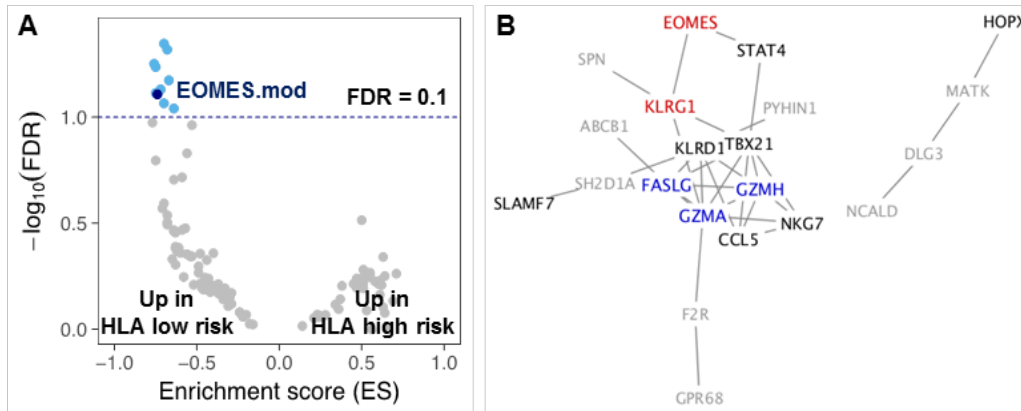 A
EOMES.mod
FDR = 0.1
−log10(FDR)
1.0
0.5
0.0
Up in
HLA low risk
Up in
HLA high risk
−1.0 −0.5 0.0 0.5 1.0
Enrichment score (ES)
B
EOMES
HOPX
STAT4
SPN
MATK
KLRG1
PYHIN1
ABCB1
KLRD1 TBX21
DLG3
SH2D1A FASLG GZMH
SLAMF7
GZMA NKG7
NCALD
CCL5
F2R
GPR68